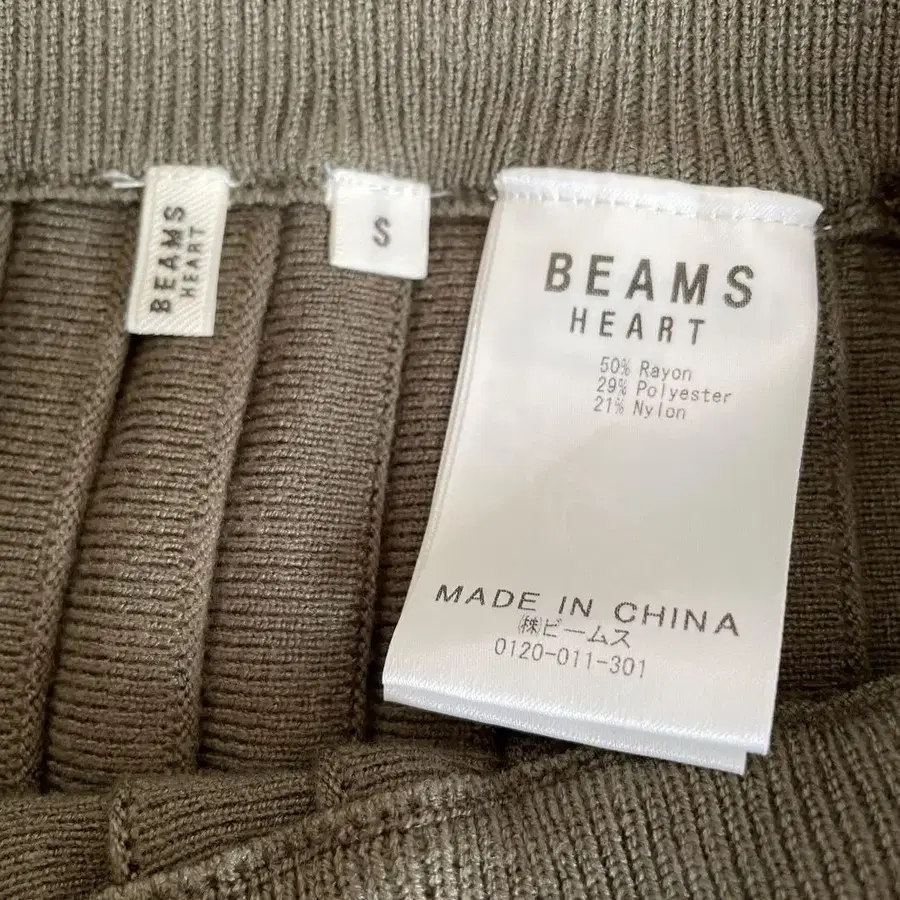 BEAMS
HEART
S
BEAMS
HEART
50% Rayon
29% Polyester
21% Nylon
MADE IN CHINA
㈱ビームス
0120-011-301